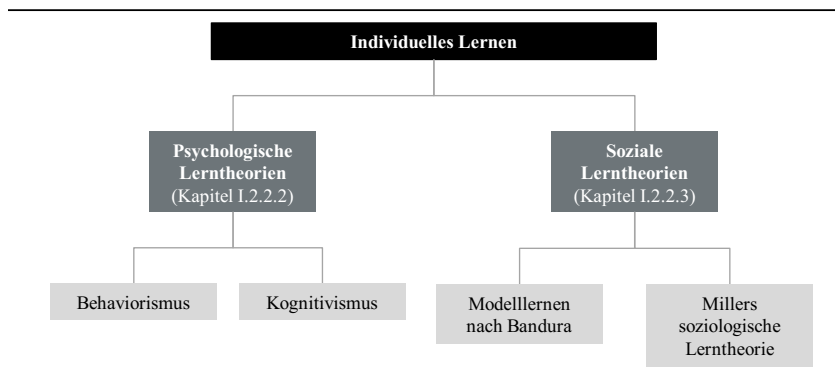 Individuelles Lernen
Psychologische
Lerntheorien
(Kapitel I.2.2.2)
Soziale
Lerntheorien
(Kapitel I.2.2.3)
Behaviorismus
Kognitivismus
Modelllernen
nach Bandura
Millers
soziologische
Lerntheorie